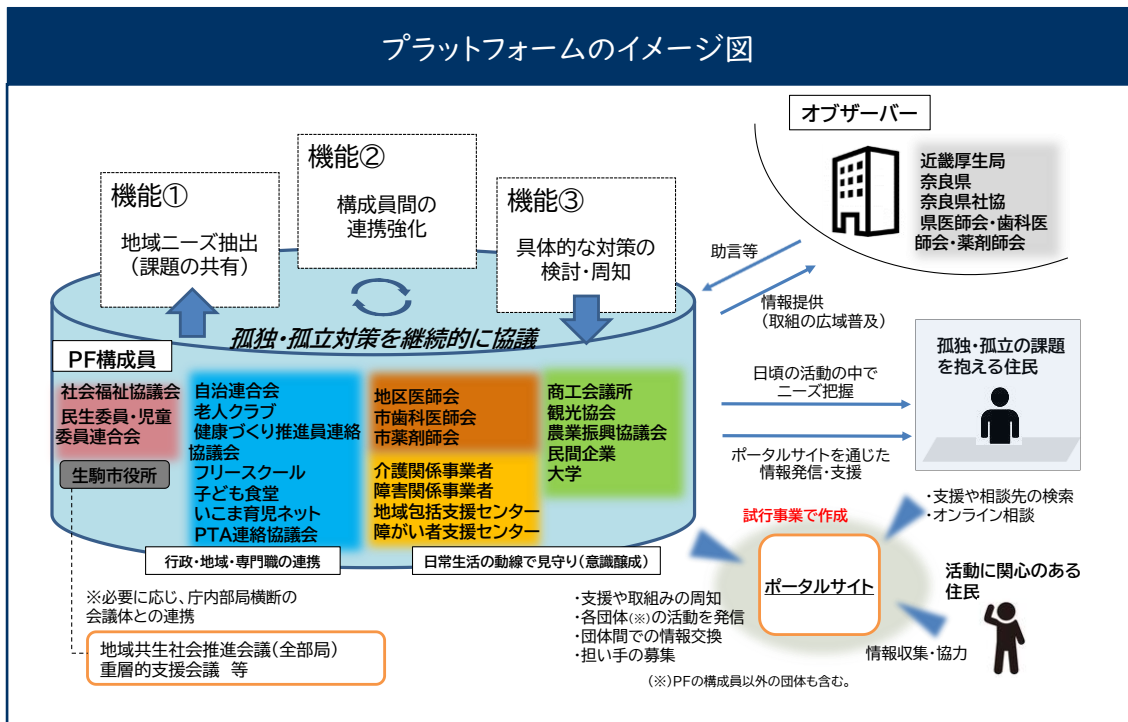 プラットフォームのイメージ図
オブザーバー
近畿厚生局
奈良県
奈良県社協
県医師会・歯科医
師会・薬剤師会
機能①
地域ニーズ抽出
（課題の共有）
機能②
構成員間の
連携強化
機能③
具体的な対策の
検討・周知
助言等
情報提供
（取組の広域普及）
孤独・孤立対策を継続的に協議
PF構成員
社会福祉協議会
民生委員・児童
委員連合会
生駒市役所
自治連合会
老人クラブ
健康づくり推進員連絡
協議会
フリースクール
子ども食堂
いこま育児ネット
PTA連絡協議会
地区医師会
市歯科医師会
市薬剤師会
介護関係事業者
障害関係事業者
地域包括支援センター
障がい者支援センター
商工会議所
観光協会
農業振興協議会
民間企業
大学
行政・地域・専門職の連携
日常生活の動線で見守り（意識醸成）
日頃の活動の中で
ニーズ把握
ポータルサイトを通じた
情報発信・支援
孤独・孤立の課題
を抱える住民
・支援や相談先の検索
・オンライン相談
試行事業で作成
ポータルサイト
活動に関心のある
住民
情報収集・協力
・支援や取組みの周知
・各団体(※)の活動を発信
・団体間での情報交換
・担い手の募集
(※)PFの構成員以外の団体も含む。
※必要に応じ、庁内部局横断の
会議体との連携
地域共生社会推進会議（全部局）
重層的支援会議 等